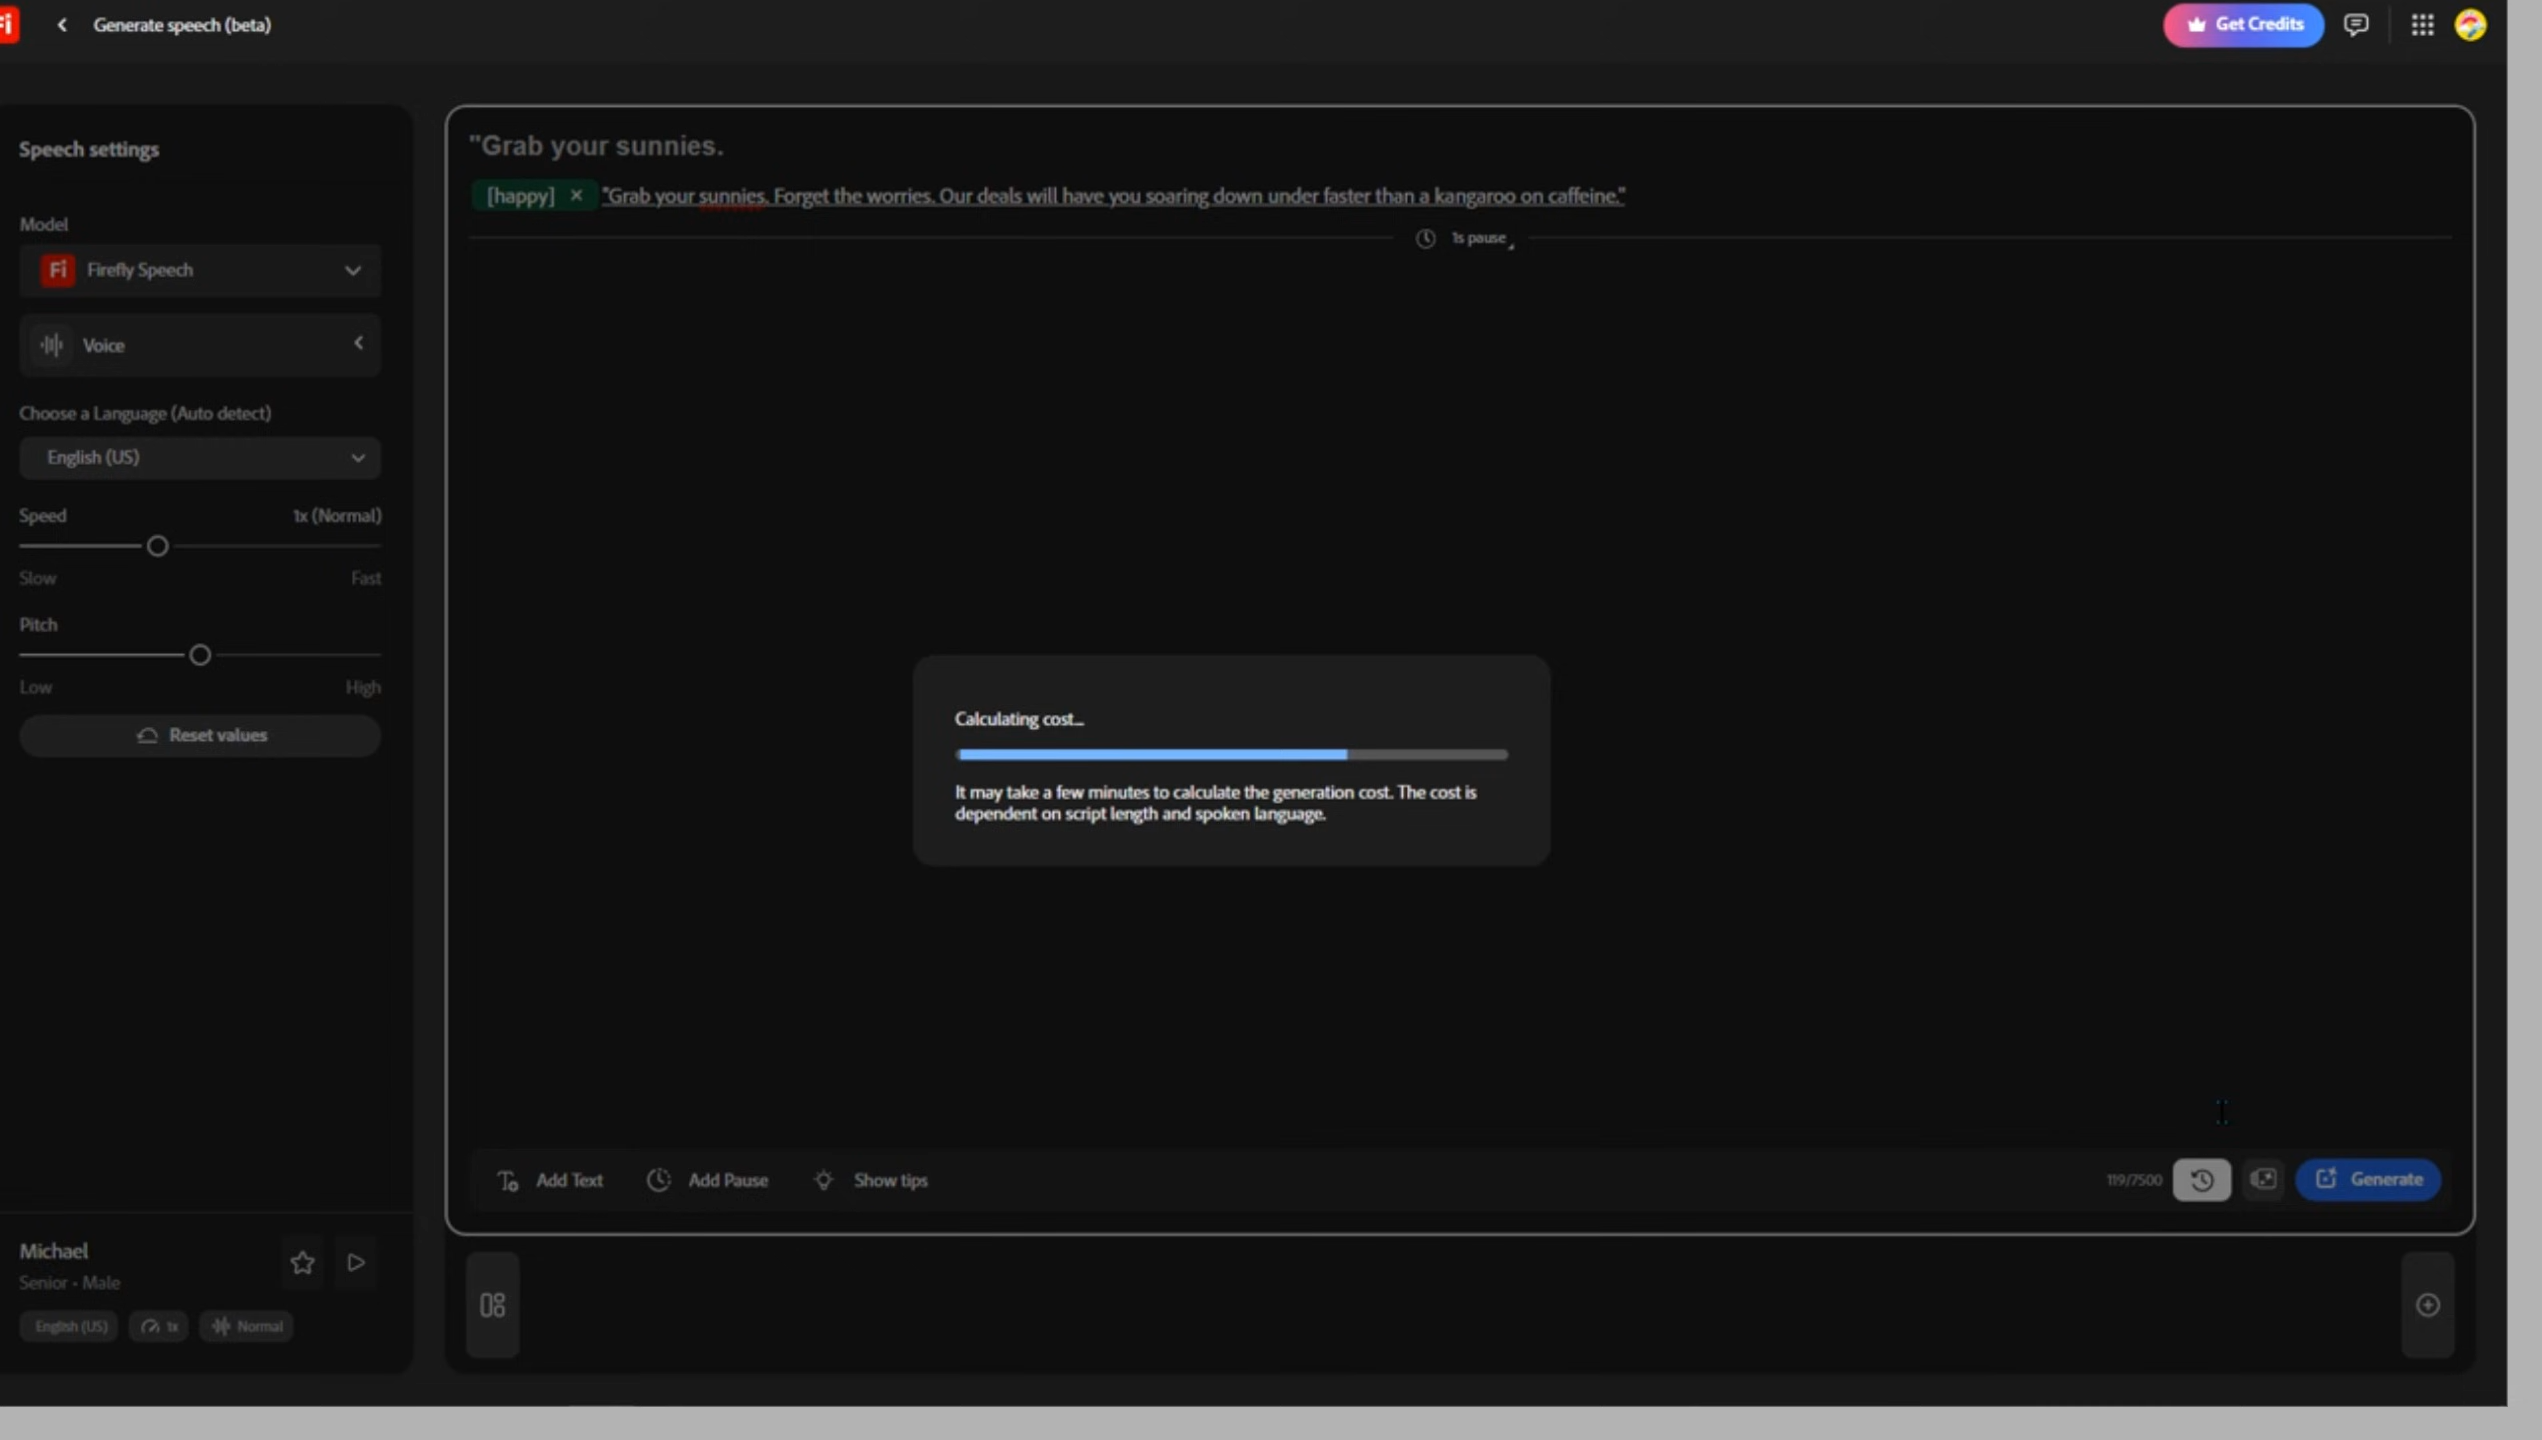 Fi
Generate speech (beta)
Get Credits
Speech settings
Model
Fi Firefly Speech
Voice
Choose a Language (Auto detect)
English (US)
Speed 1x (Normal)
Slow Fast
Pitch
Low High
Reset values
Michael
Senior • Male
English (US) 1x Normal
"Grab your sunnies.
[happy] × "Grab your sunnies. Forget the worries. Our deals will have you soaring down under faster than a kangaroo on caffeine."
1s pause
Calculating cost...
It may take a few minutes to calculate the generation cost. The cost is
dependent on script length and spoken language.
Add Text Add Pause Show tips 119/7500 Generate